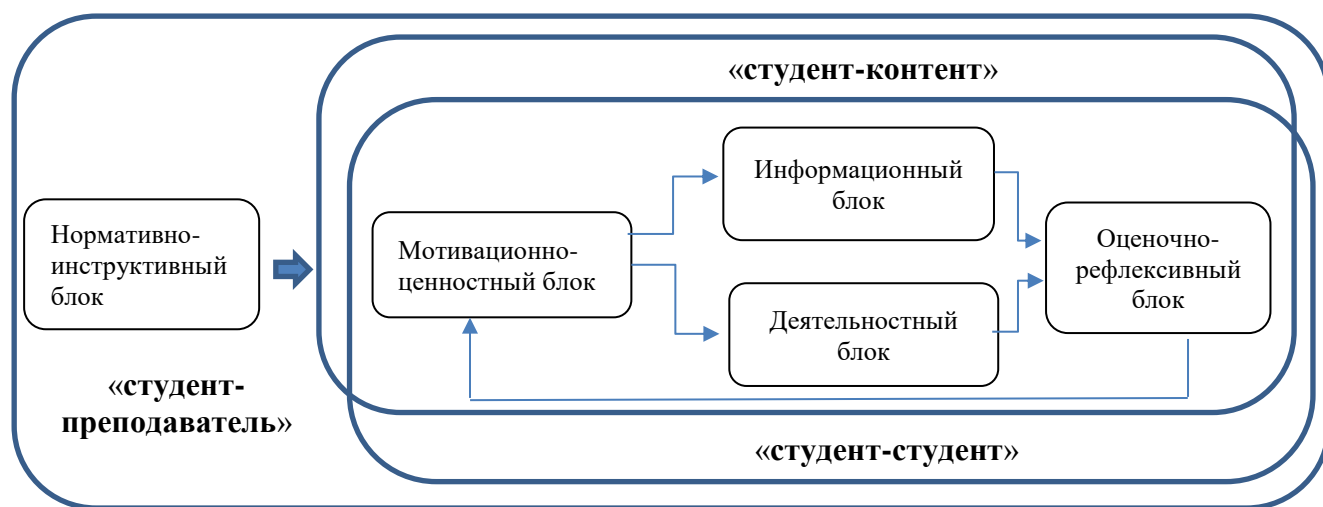 «студент-контент»
Информационный
блок
Нормативно-
инструктивный
блок
Мотивационно-
ценностный блок
Оценочно-
рефлексивный
блок
Деятельностный
блок
«студент-
преподаватель»
«студент-студент»